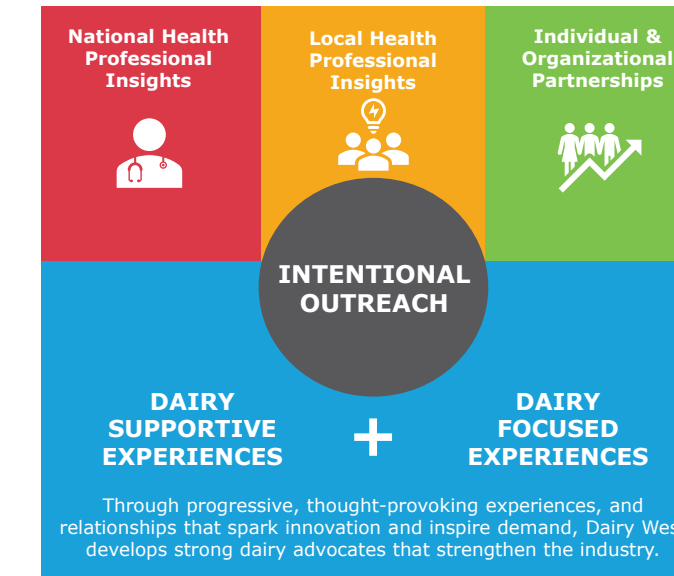 National Health
Professional
Insights
Local Health
Professional
Insights
Individual &
Organizational
Partnerships
INTENTIONAL
OUTREACH
DAIRY
SUPPORTIVE
EXPERIENCES
+
DAIRY
FOCUSED
EXPERIENCES
Through progressive, thought-provoking experiences, and
relationships that spark innovation and inspire demand, Dairy Wes
develops strong dairy advocates that strengthen the industry.